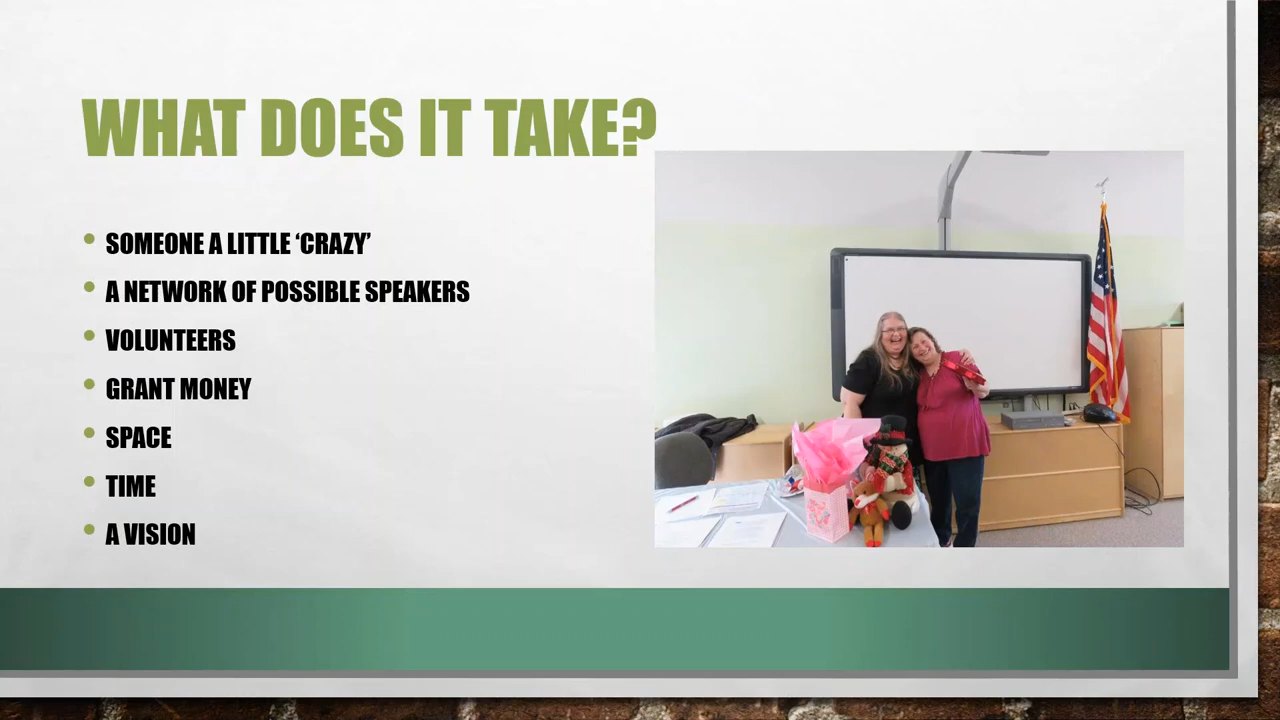 WHAT DOES IT TAKE?
• SOMEONE A LITTLE ‘CRAZY’
• A NETWORK OF POSSIBLE SPEAKERS
• VOLUNTEERS
• GRANT MONEY
• SPACE
• TIME
• A VISION